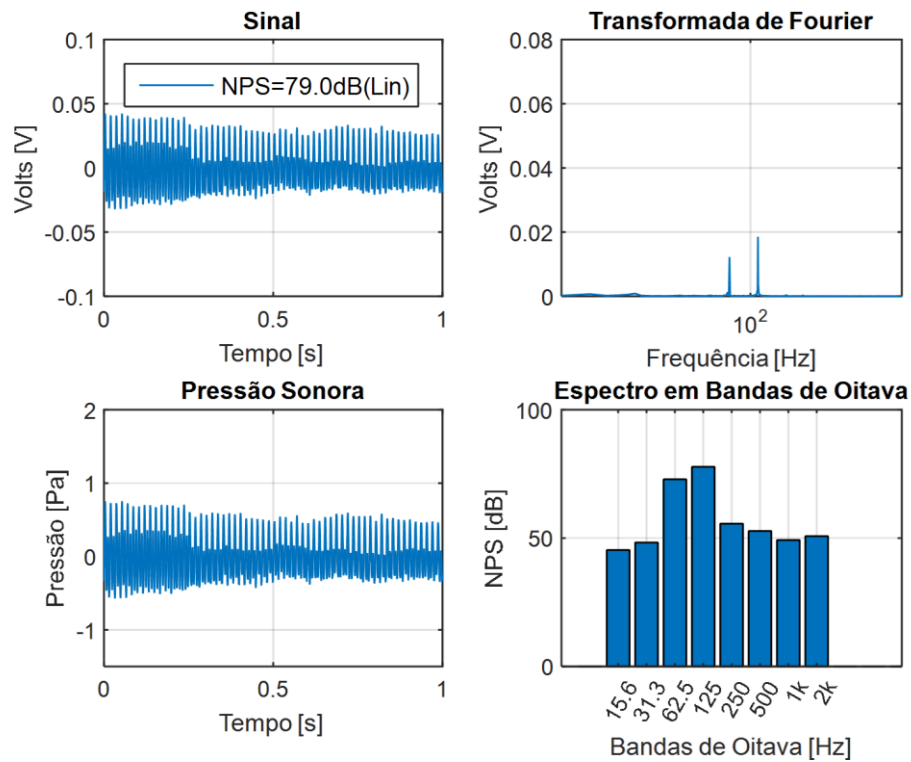 Sinal
0.1
0.05
0
-0.05
-0.1
Volts [V]
NPS=79.0dB(Lin)
0
0.5
1
Tempo [s]
Transformada de Fourier
0.08
0.06
0.04
0.02
0
Volts [V]
10²
Frequência [Hz]
Pressão Sonora
2
1
0
-1
Pressão [Pa]
0
0.5
1
Tempo [s]
Espectro em Bandas de Oitava
100
50
0
NPS [dB]
15.6
31.3
62.5
125
250
500
1k
2k
Bandas de Oitava [Hz]